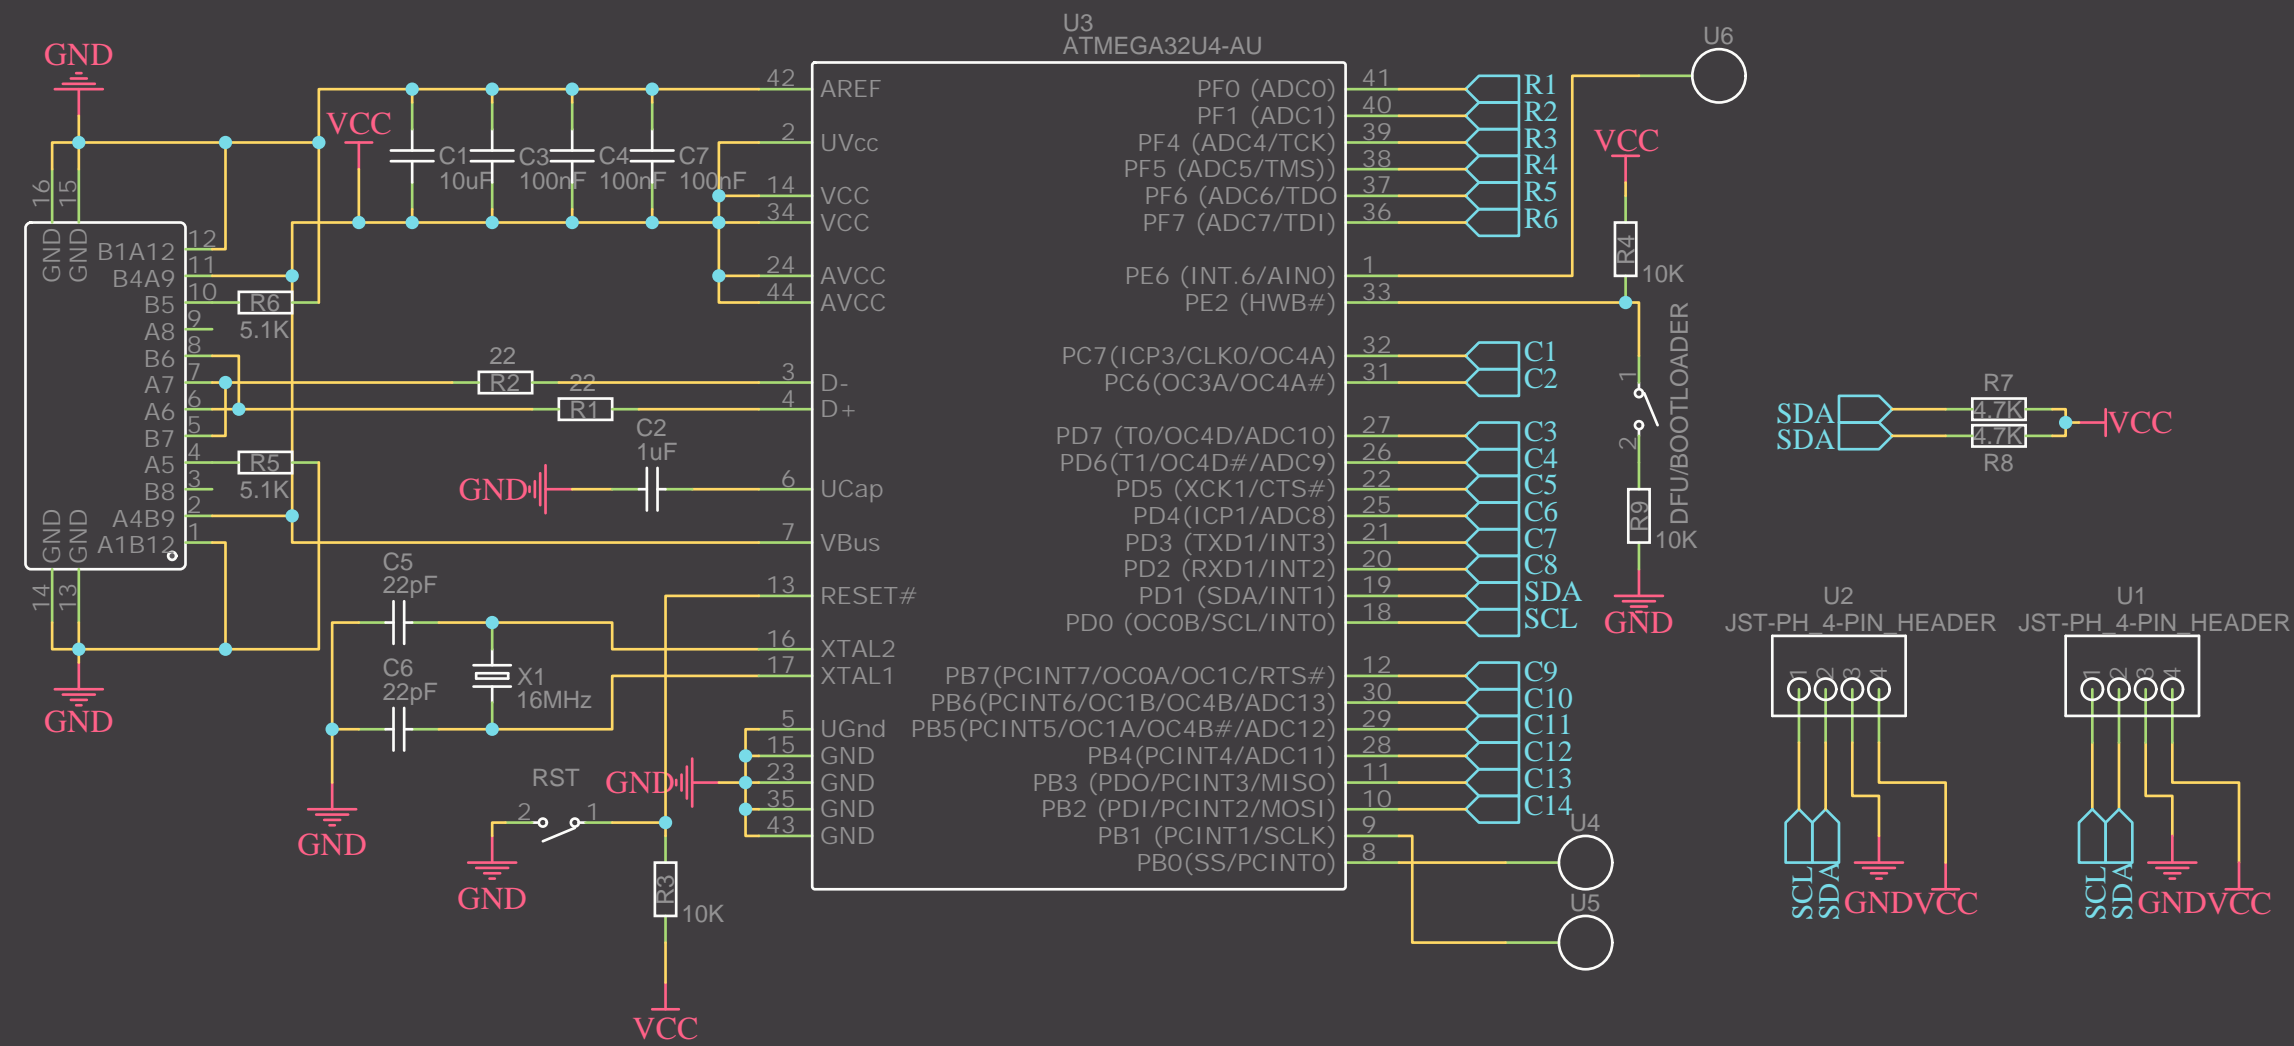 GND
16
15
GND
GND
B1A12
B4A9
B5
A8
B6
A7
A6
B7
A5
B8
A4B9
A1B12
12
11
10
9
8
7
6
5
4
3
2
1
GND
GND
14
13
GND
R6
5.1K
R5
5.1K
VCC
C1
10uF
C3
100nF
C4
100nF
C7
100nF
22
R2
22
R1
C2
1uF
GND
C5
22pF
C6
22pF
X1
16MHz
GND
RST
2
1
GND
GND
R3
10K
VCC
U3
ATMEGA32U4-AU
42
AREF
2
UVcc
14
VCC
34
VCC
24
AVCC
44
AVCC
3
D-
4
D+
6
UCap
7
VBus
13
RESET#
16
XTAL2
17
XTAL1
5
UGnd
15
GND
23
GND
35
GND
43
GND
PF0 (ADC0)
41
R1
PF1 (ADC1)
40
R2
PF4 (ADC4/TCK)
39
R3
PF5 (ADC5/TMS))
38
R4
PF6 (ADC6/TDO
37
R5
PF7 (ADC7/TDI)
36
R6
PE6 (INT.6/AIN0)
1
PE2 (HWB#)
33
PC7(ICP3/CLK0/OC4A)
32
C1
PC6(OC3A/OC4A#)
31
C2
PD7 (T0/OC4D/ADC10)
27
C3
PD6(T1/OC4D#/ADC9)
26
C4
PD5 (XCK1/CTS#)
22
C5
PD4(ICP1/ADC8)
25
C6
PD3 (TXD1/INT3)
21
C7
PD2 (RXD1/INT2)
20
C8
PD1 (SDA/INT1)
19
SDA
PD0 (OC0B/SCL/INT0)
18
SCL
PB7(PCINT7/OC0A/OC1C/RTS#)
12
C9
PB6(PCINT6/OC1B/OC4B/ADC13)
30
C10
PB5(PCINT5/OC1A/OC4B#/ADC12)
29
C11
PB4(PCINT4/ADC11)
28
C12
PB3 (PDO/PCINT3/MISO)
11
C13
PB2 (PDI/PCINT2/MOSI)
10
C14
PB1 (PCINT1/SCLK)
9
PB0(SS/PCINT0)
8
U4
U5
U6
VCC
R4
10K
1
2
DFU/BOOTLOADER
R9
10K
GND
SDA
SDA
R7
4.7K
4.7K
R8
VCC
U2
JST-PH_4-PIN_HEADER
1
2
3
4
SCL
SDA
GND
VCC
U1
JST-PH_4-PIN_HEADER
1
2
3
4
SCL
SDA
GND
VCC